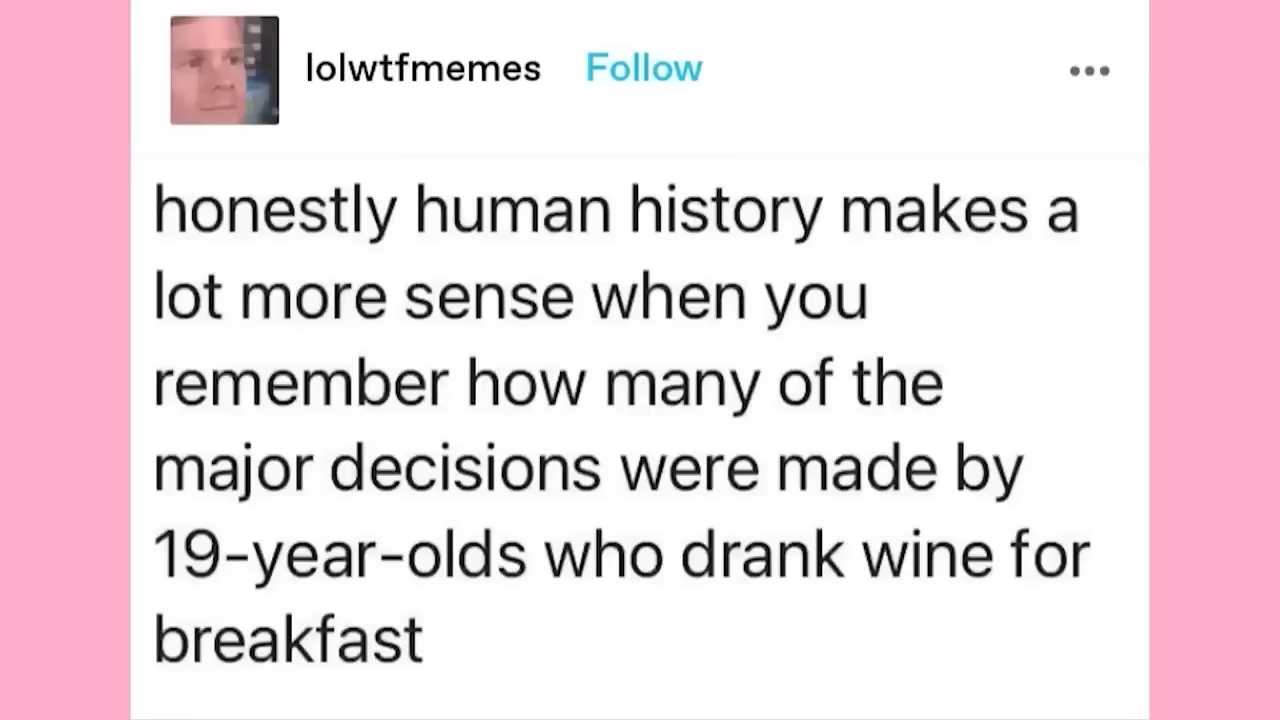 lolwtfmemes Follow
honestly human history makes a
lot more sense when you
remember how many of the
major decisions were made by
19-year-olds who drank wine for
breakfast